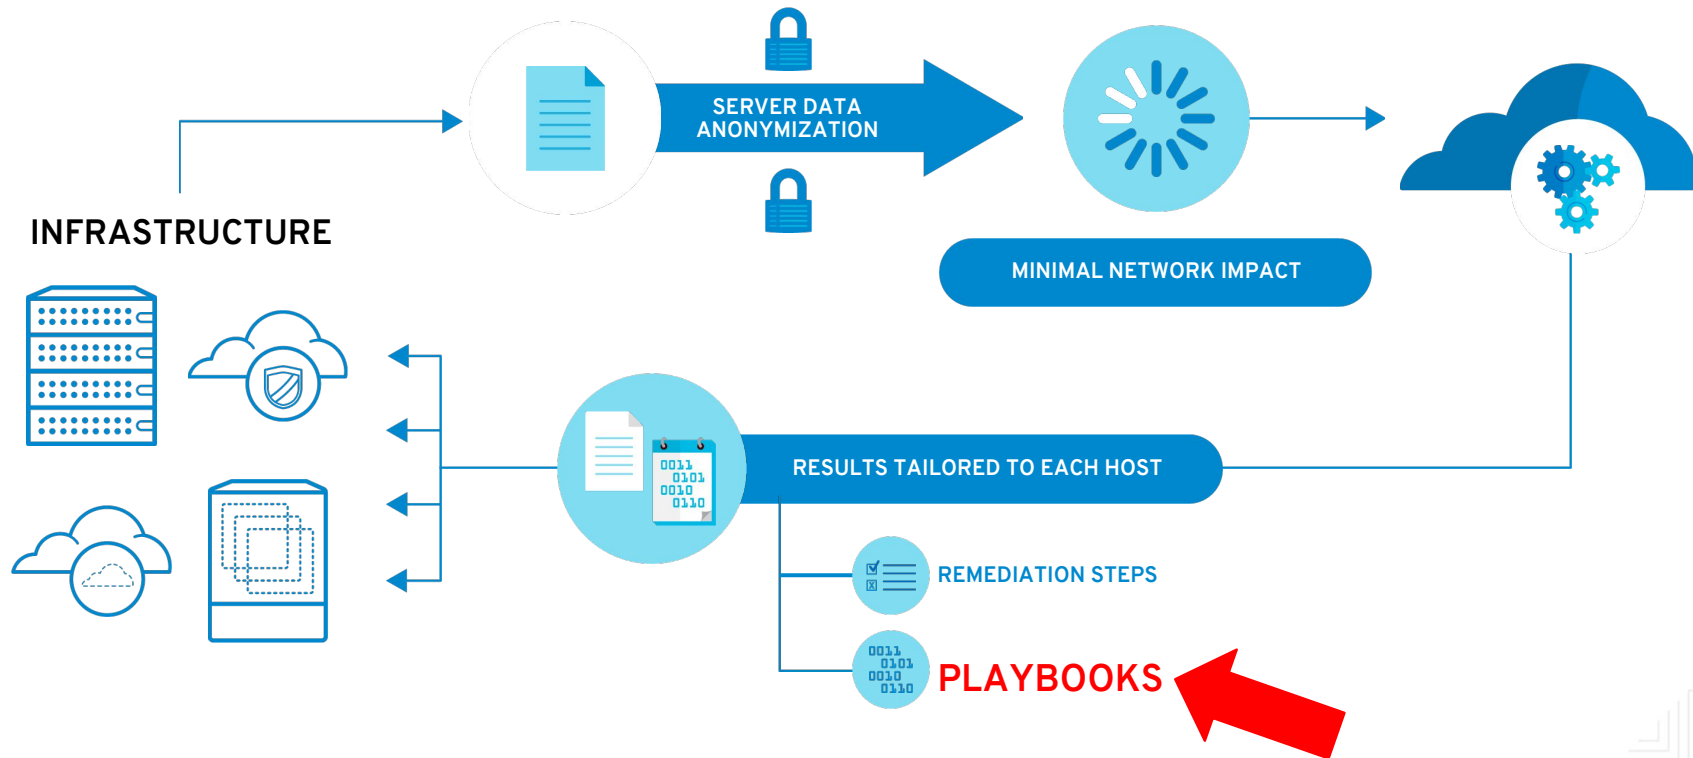 SERVER DATA
ANONYMIZATION
INFRASTRUCTURE
MINIMAL NETWORK IMPACT
0011
0101
0010
0110
RESULTS TAILORED TO EACH HOST
REMEDIATION STEPS
0011
0101
0010
0110
PLAYBOOKS